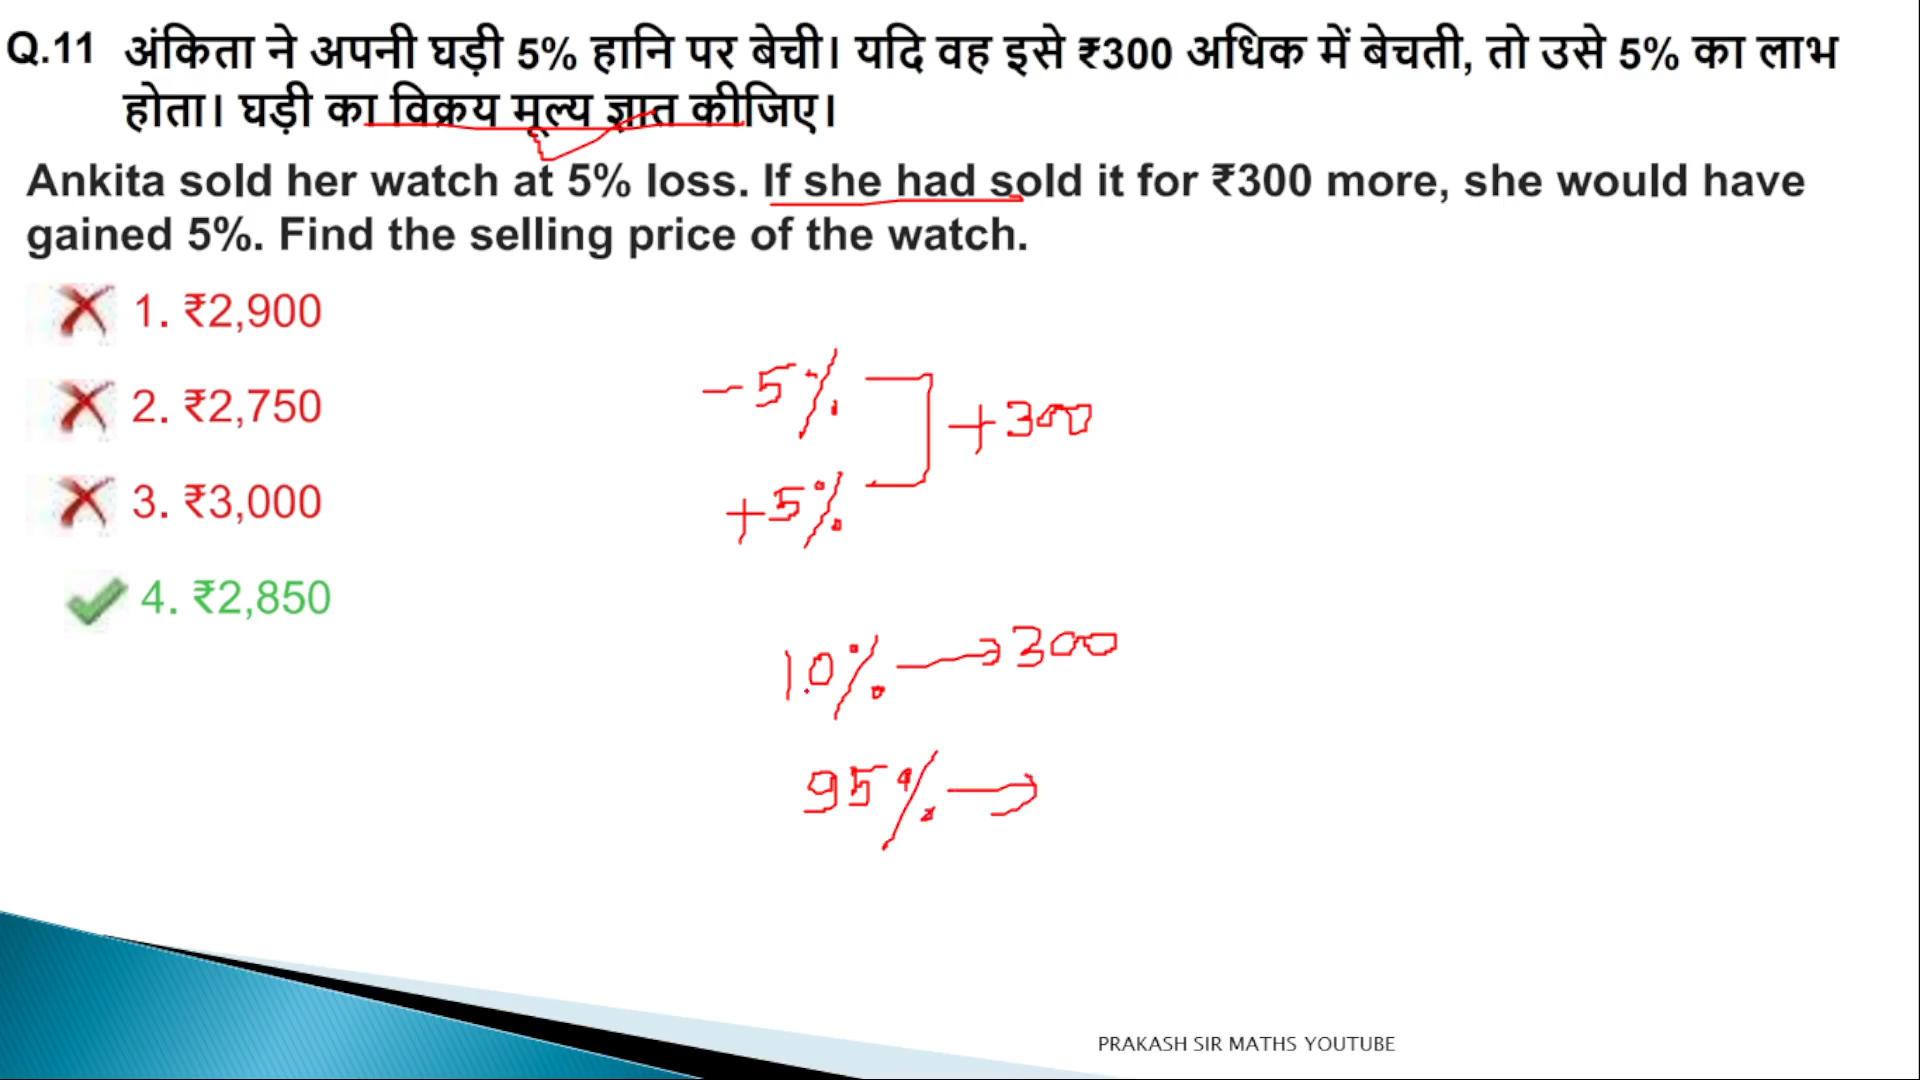 Q.11 अंकिता ने अपनी घड़ी 5% हानि पर बेची। यदि वह इसे ₹300 अधिक में बेचती, तो उसे 5% का लाभ
होता। घड़ी का विक्रय मूल्य ज्ञात कीजिए।
Ankita sold her watch at 5% loss. If she had sold it for ₹300 more, she would have
gained 5%. Find the selling price of the watch.
1. ₹2,900
2. ₹2,750
3. ₹3,000
4. ₹2,850
-5%
+300
+5%
10% → 300
95% →
PRAKASH SIR MATHS YOUTUBE